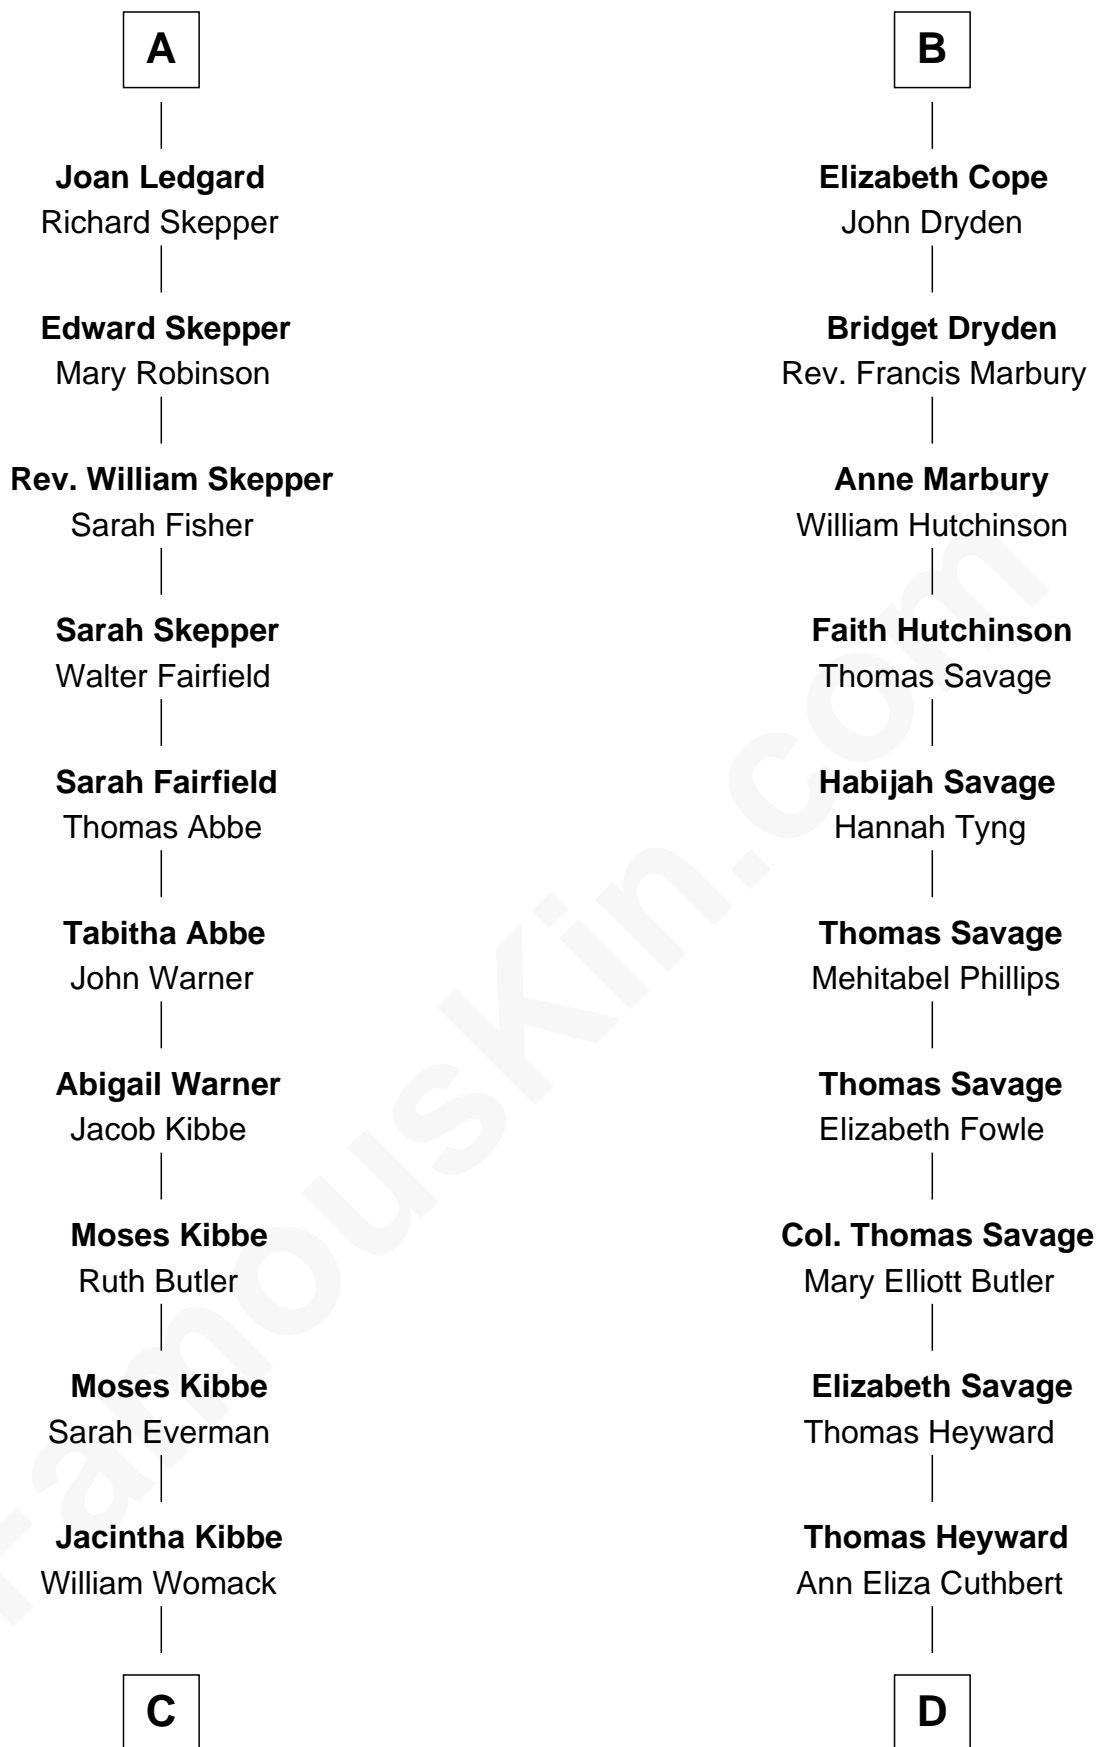 A
Joan Ledgard
Richard Skepper
Edward Skepper
Mary Robinson
Rev. William Skepper
Sarah Fisher
Sarah Skepper
Walter Fairfield
Sarah Fairfield
Thomas Abbe
Tabitha Abbe
John Warner
Abigail Warner
Jacob Kibbe
Moses Kibbe
Ruth Butler
Moses Kibbe
Sarah Everman
Jacintha Kibbe
William Womack
C
B
Elizabeth Cope
John Dryden
Bridget Dryden
Rev. Francis Marbury
Anne Marbury
William Hutchinson
Faith Hutchinson
Thomas Savage
Habijah Savage
Hannah Tyng
Thomas Savage
Mehitabel Phillips
Thomas Savage
Elizabeth Fowle
Col. Thomas Savage
Mary Elliott Butler
Elizabeth Savage
Thomas Heyward
Thomas Heyward
Ann Eliza Cuthbert
D
FamousKin.com